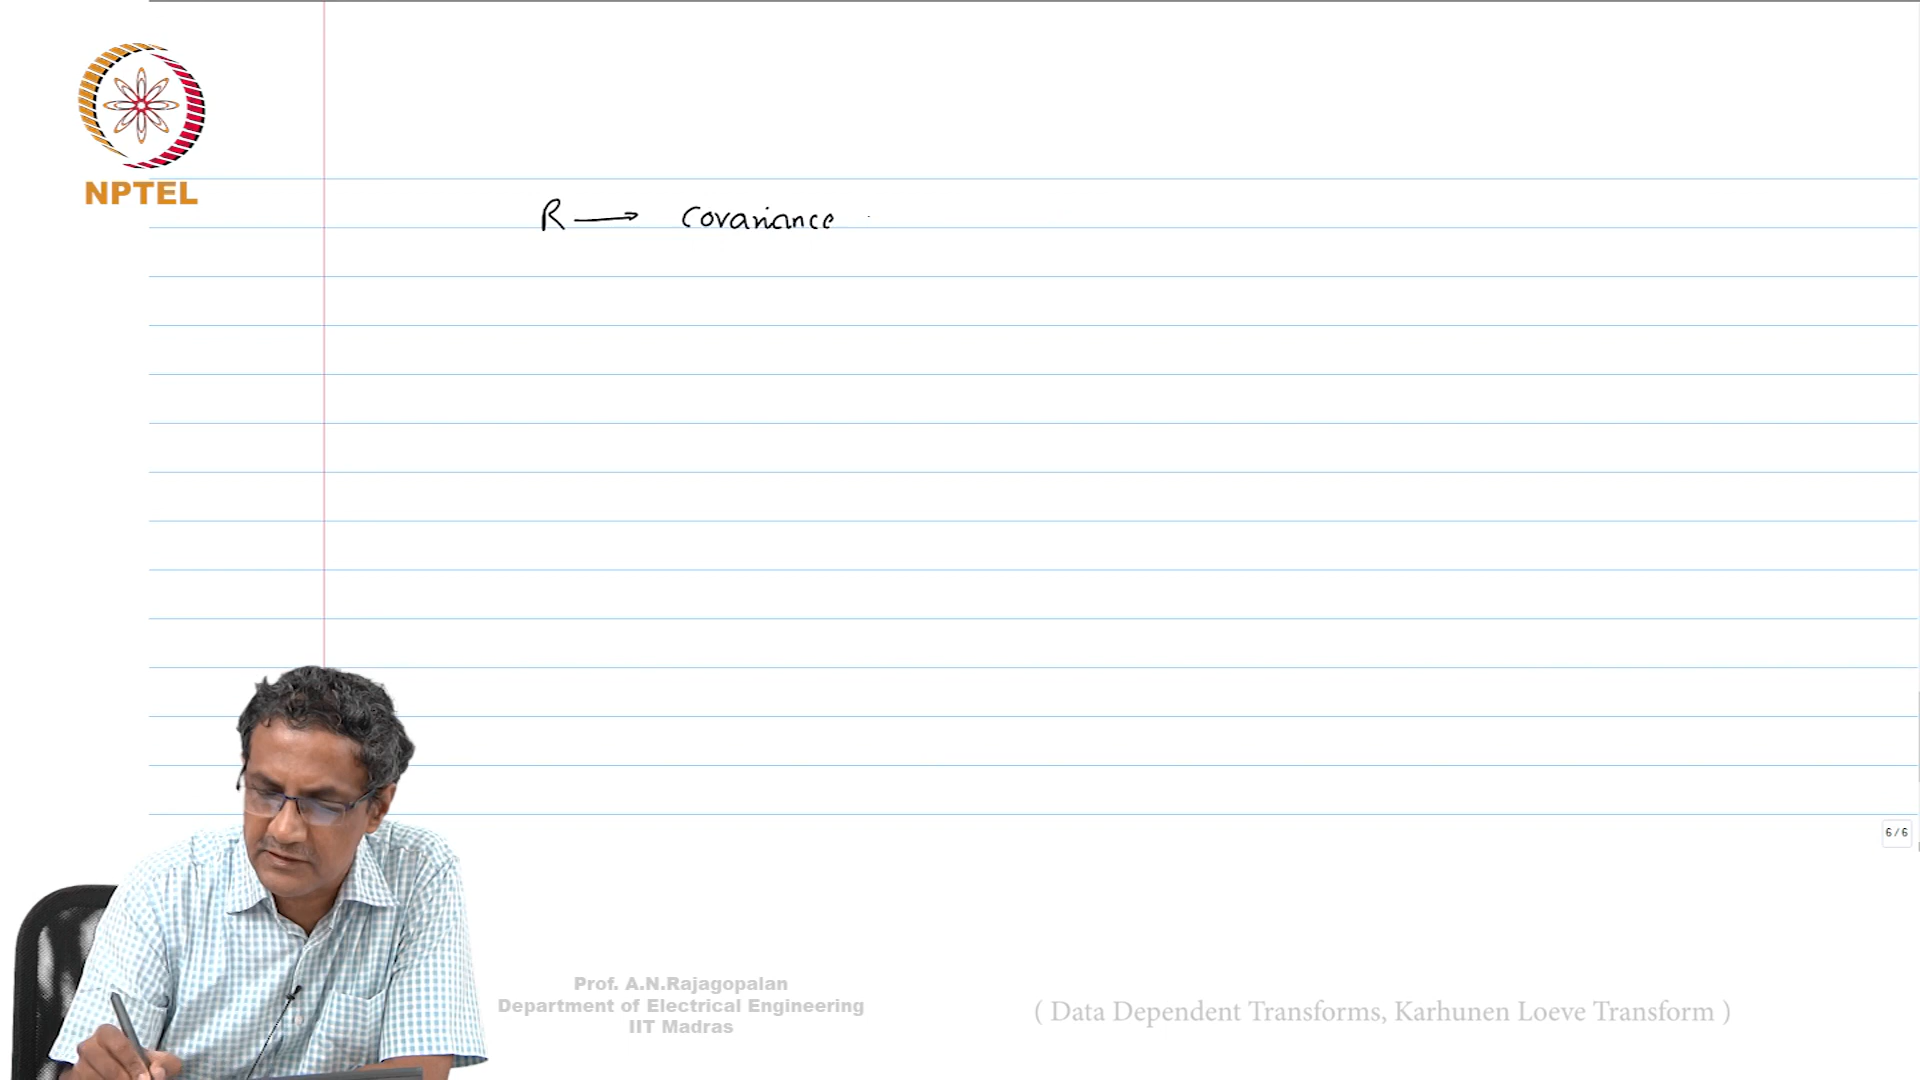 NPTEL
R → covariance
6/6
Prof. A.N.Rajagopalan
Department of Electrical Engineering
IIT Madras
( Data Dependent Transforms, Karhunen Loeve Transform )